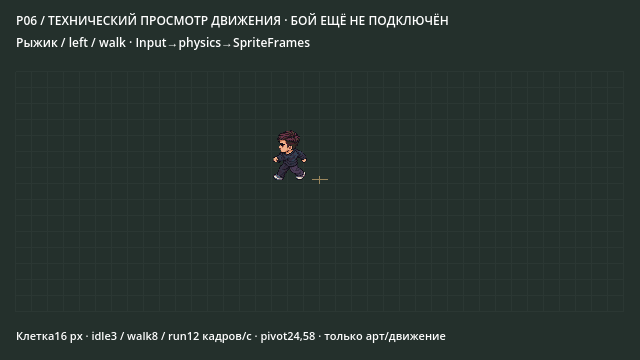 P06 / ТЕХНИЧЕСКИЙ ПРОСМОТР ДВИЖЕНИЯ · БОЙ ЕЩЁ НЕ ПОДКЛЮЧЁН
Рыжик / left / walk · Input→physics→SpriteFrames
Клетка16 px · idle3 / walk8 / run12 кадров/с · pivot24,58 · только арт/движение